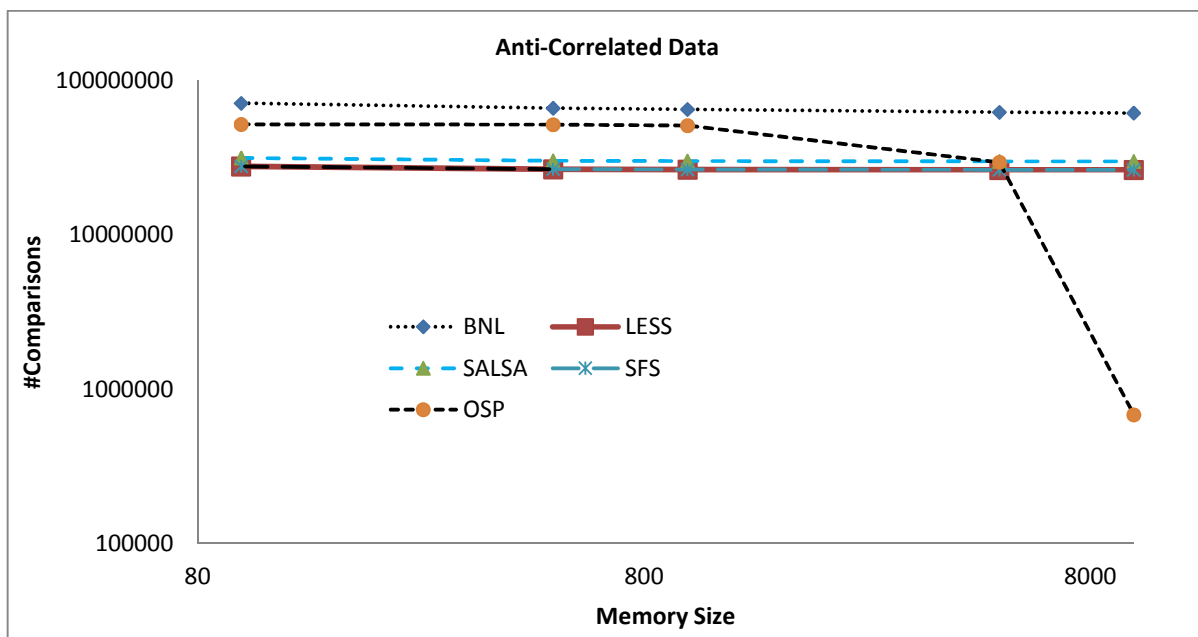 Anti-Correlated Data
100000000
10000000
1000000
100000
#Comparisons
BNL
LESS
SALSA
SFS
OSP
80
800
8000
Memory Size